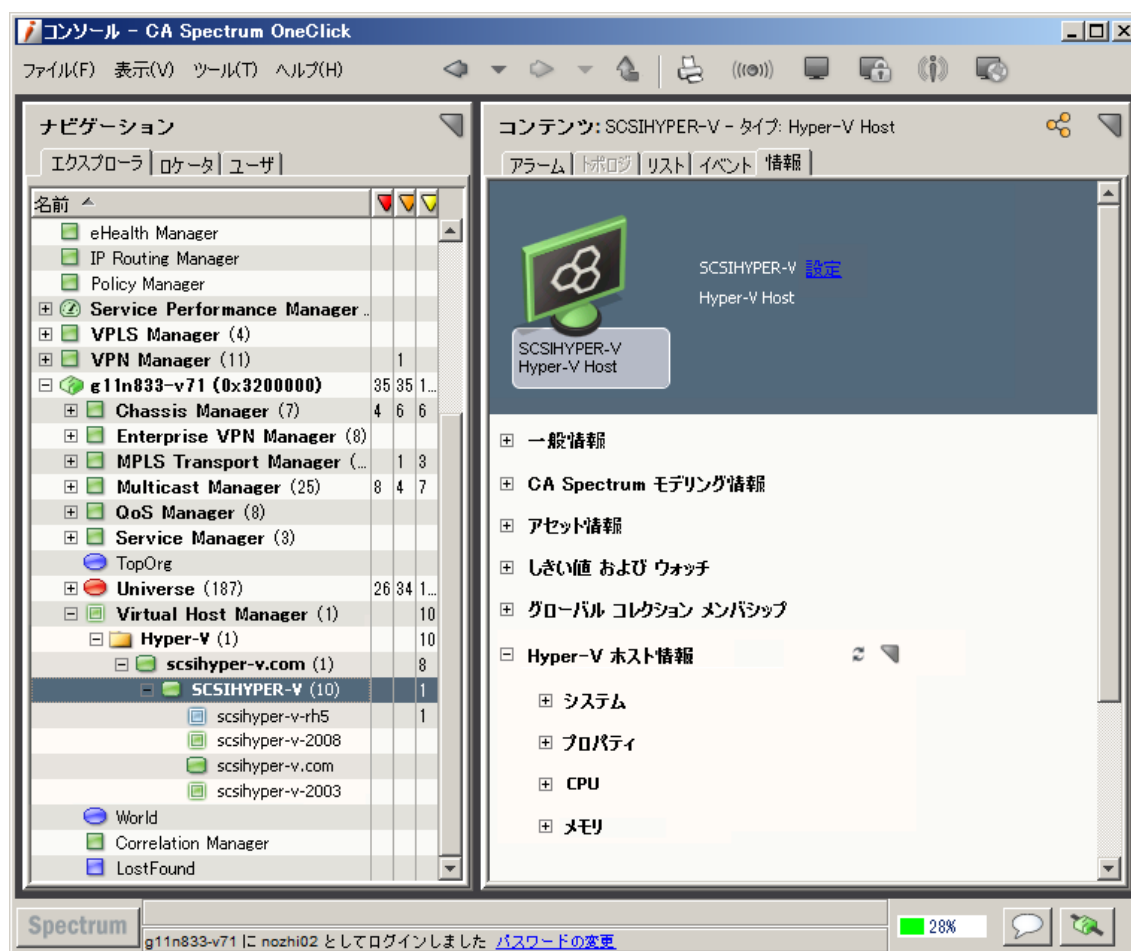 コンソール - CA Spectrum OneClick
ファイル(F) 表示(V) ツール(T) ヘルプ(H)
ナビゲーション
エクスプローラ ロケータ ユーザ
名前
eHealth Manager
IP Routing Manager
Policy Manager
Service Performance Manager ..
VPLS Manager (4)
VPN Manager (11) 1
g11n833-v71 (0x3200000) 35 35 1...
Chassis Manager (7) 4 6 6
Enterprise VPN Manager (8)
MPLS Transport Manager (... 1 3
Multicast Manager (25) 8 4 7
QoS Manager (8)
Service Manager (3)
TopOrg
Universe (187) 26 34 1...
Virtual Host Manager (1) 10
Hyper-V (1) 10
scsihyper-v.com (1) 8
SCSIHYPER-V (10) 1
scsihyper-v-rh5 1
scsihyper-v-2008
scsihyper-v.com
scsihyper-v-2003
World
Correlation Manager
LostFound
コンテンツ: SCSIHYPER-V - タイプ: Hyper-V Host
アラーム トポロジ リスト イベント 情報
SCSIHYPER-V 設定
Hyper-V Host
SCSIHYPER-V
Hyper-V Host
一般情報
CA Spectrum モデリング情報
アセット情報
しきい値 および ウォッチ
グローバル コレクション メンバシップ
Hyper-V ホスト情報
システム
プロパティ
CPU
メモリ
Spectrum
g11n833-v71 に nozhi02 としてログインしました パスワードの変更
28%